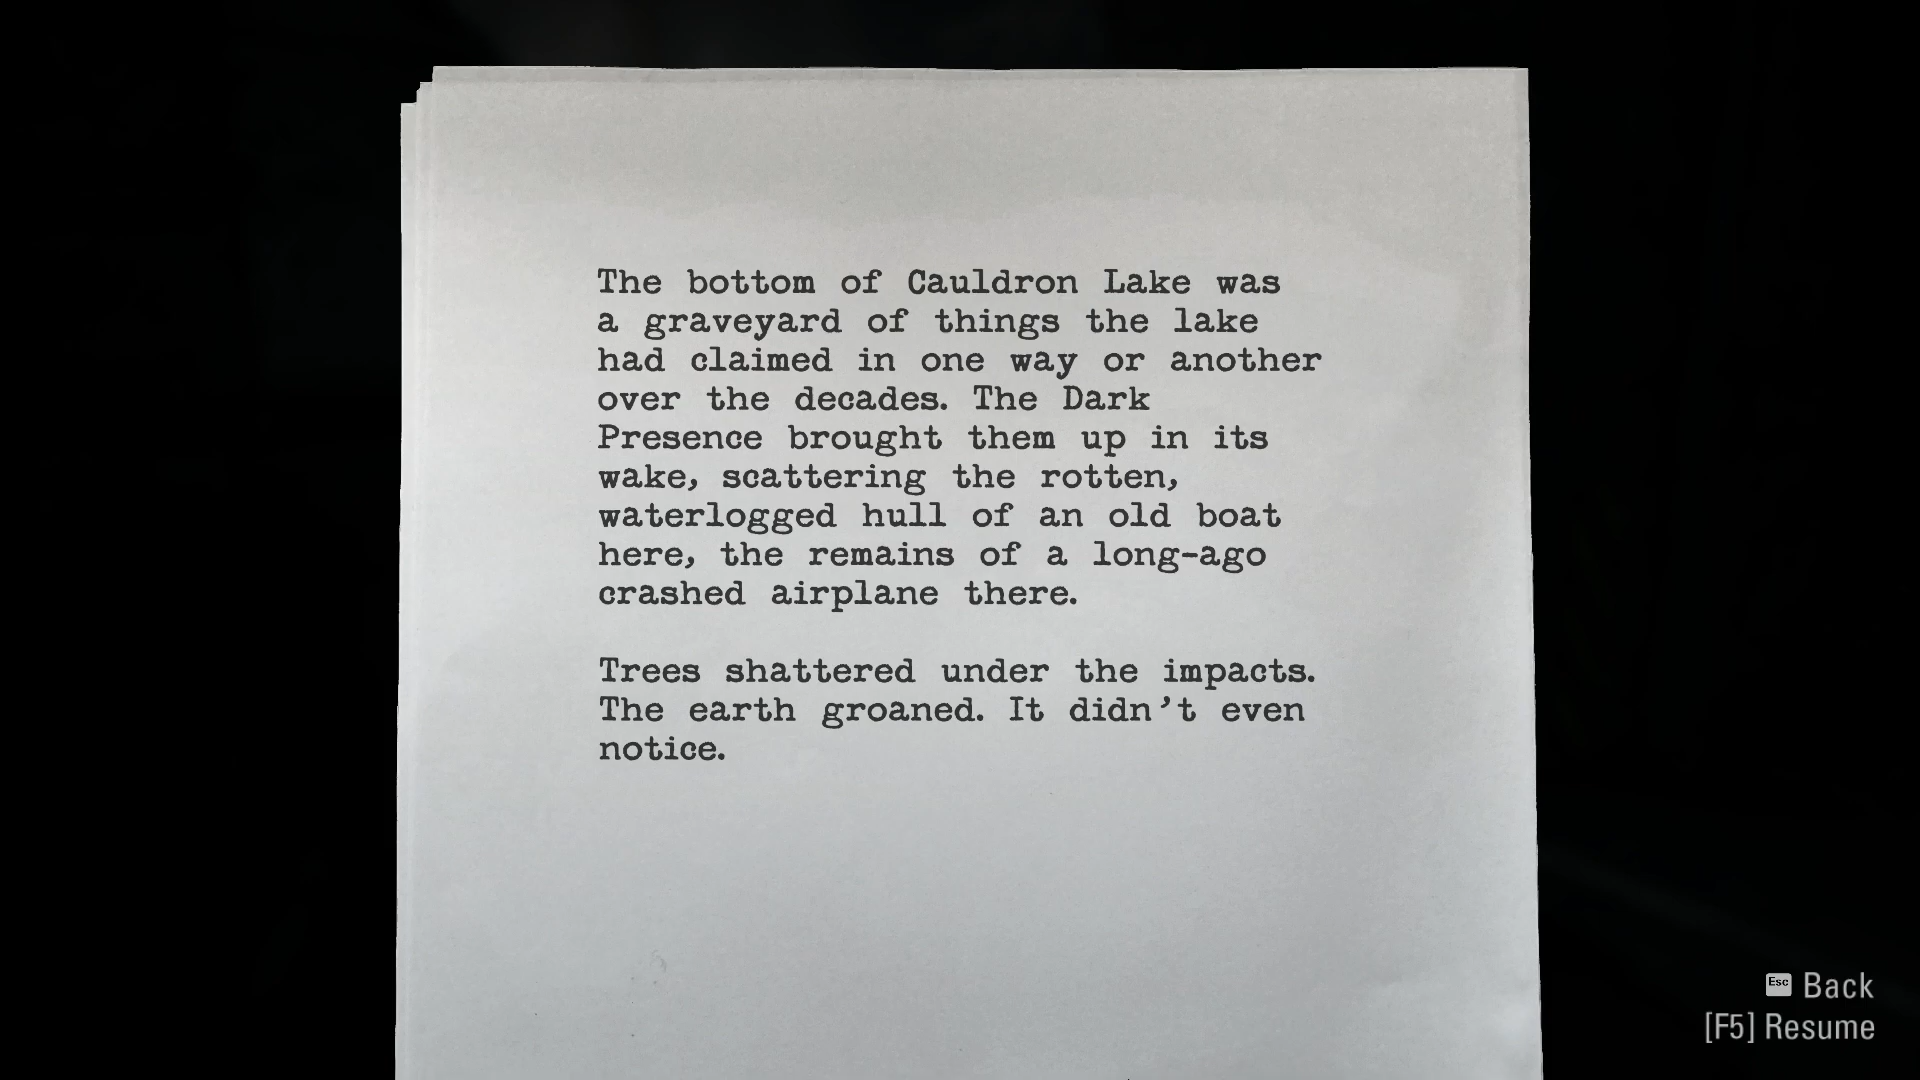 The bottom of Cauldron Lake was
a graveyard of things the lake
had claimed in one way or another
over the decades. The Dark
Presence brought them up in its
wake, scattering the rotten,
waterlogged hull of an old boat
here, the remains of a long-ago
crashed airplane there.
Trees shattered under the impacts.
The earth groaned. It didn't even
notice.
Esc Back
[F5] Resume